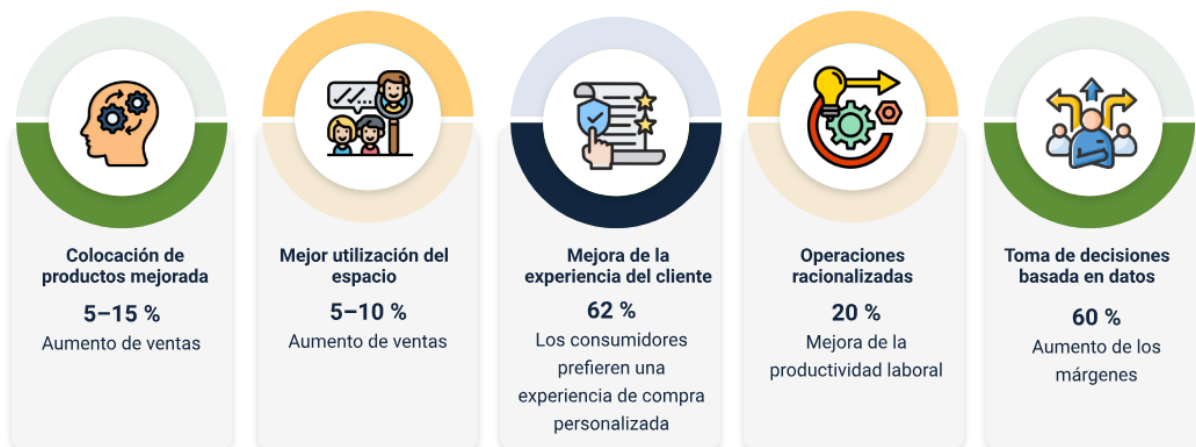 Colocación de
productos mejorada
5–15 %
Aumento de ventas
Mejor utilización del
espacio
5–10 %
Aumento de ventas
Mejora de la
experiencia del cliente
62 %
Los consumidores
prefieren una
experiencia de compra
personalizada
Operaciones
racionalizadas
20 %
Mejora de la
productividad laboral
Toma de decisiones
basada en datos
60 %
Aumento de los
márgenes